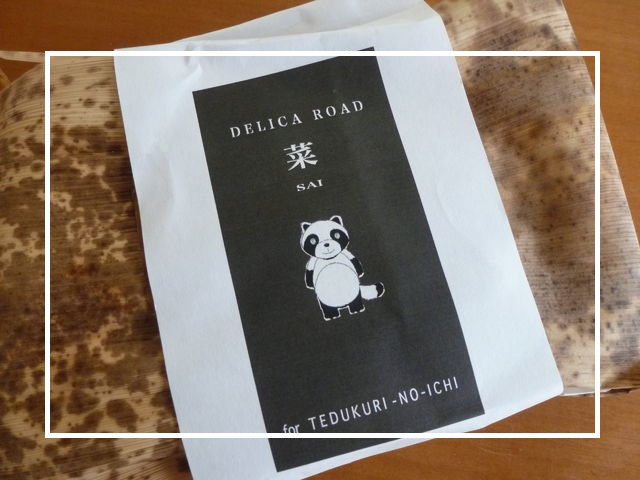 DELICA ROAD
菜
SAI
for TEDUKURI-NO-ICHI